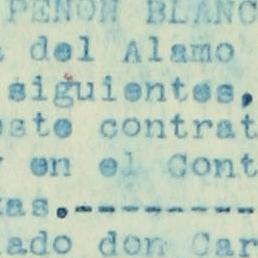 PEÑON BLANC
del Alamo
siguientes,
este contrat
en el Cont
as.---------
ado don Car